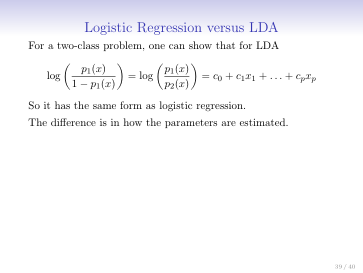 Logistic Regression versus LDA
For a two-class problem, one can show that for LDA
log(p₁(x)/(1 − p₁(x))) = log(p₁(x)/p₂(x)) = c₀ + c₁x₁ + … + cₚxₚ
So it has the same form as logistic regression.
The difference is in how the parameters are estimated.
39 / 40